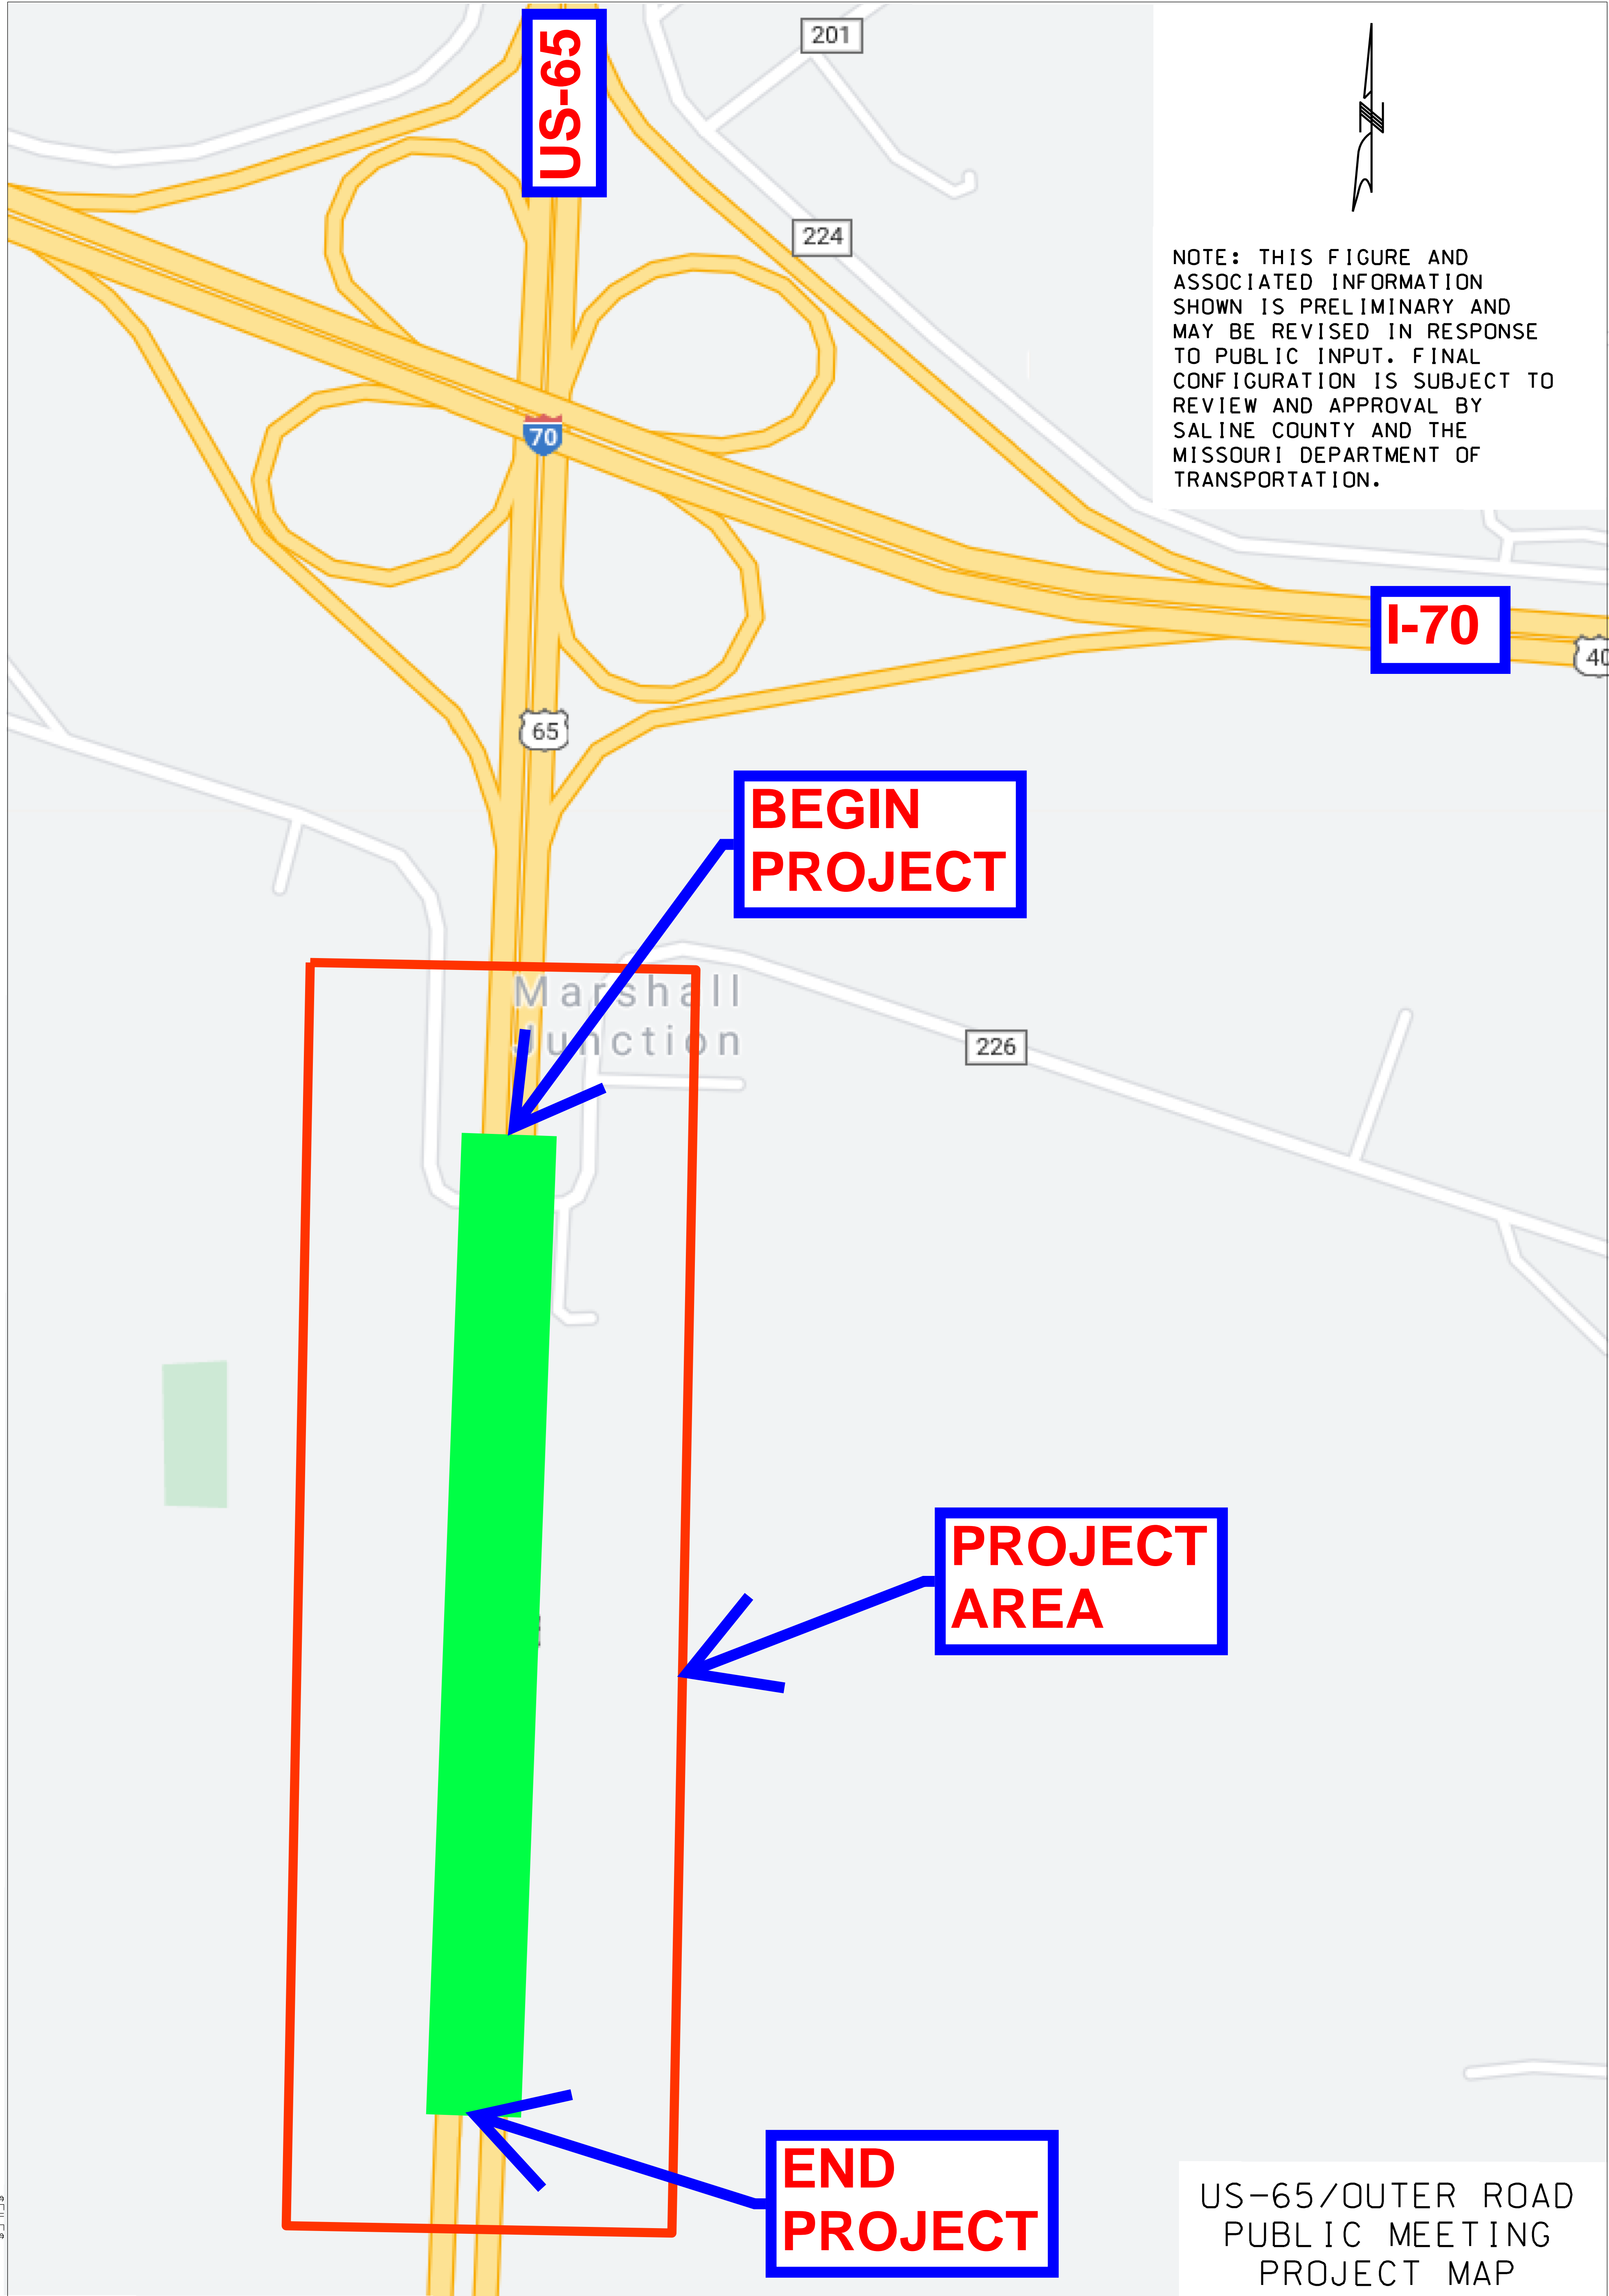 US-65
201
N
224
NOTE: THIS FIGURE AND
ASSOCIATED INFORMATION
SHOWN IS PRELIMINARY AND
MAY BE REVISED IN RESPONSE
TO PUBLIC INPUT. FINAL
CONFIGURATION IS SUBJECT TO
REVIEW AND APPROVAL BY
SALINE COUNTY AND THE
MISSOURI DEPARTMENT OF
TRANSPORTATION.
70
I-70
40
65
BEGIN
PROJECT
Marshall
Junction
226
PROJECT
AREA
END
PROJECT
US-65/OUTER ROAD
PUBLIC MEETING
PROJECT MAP